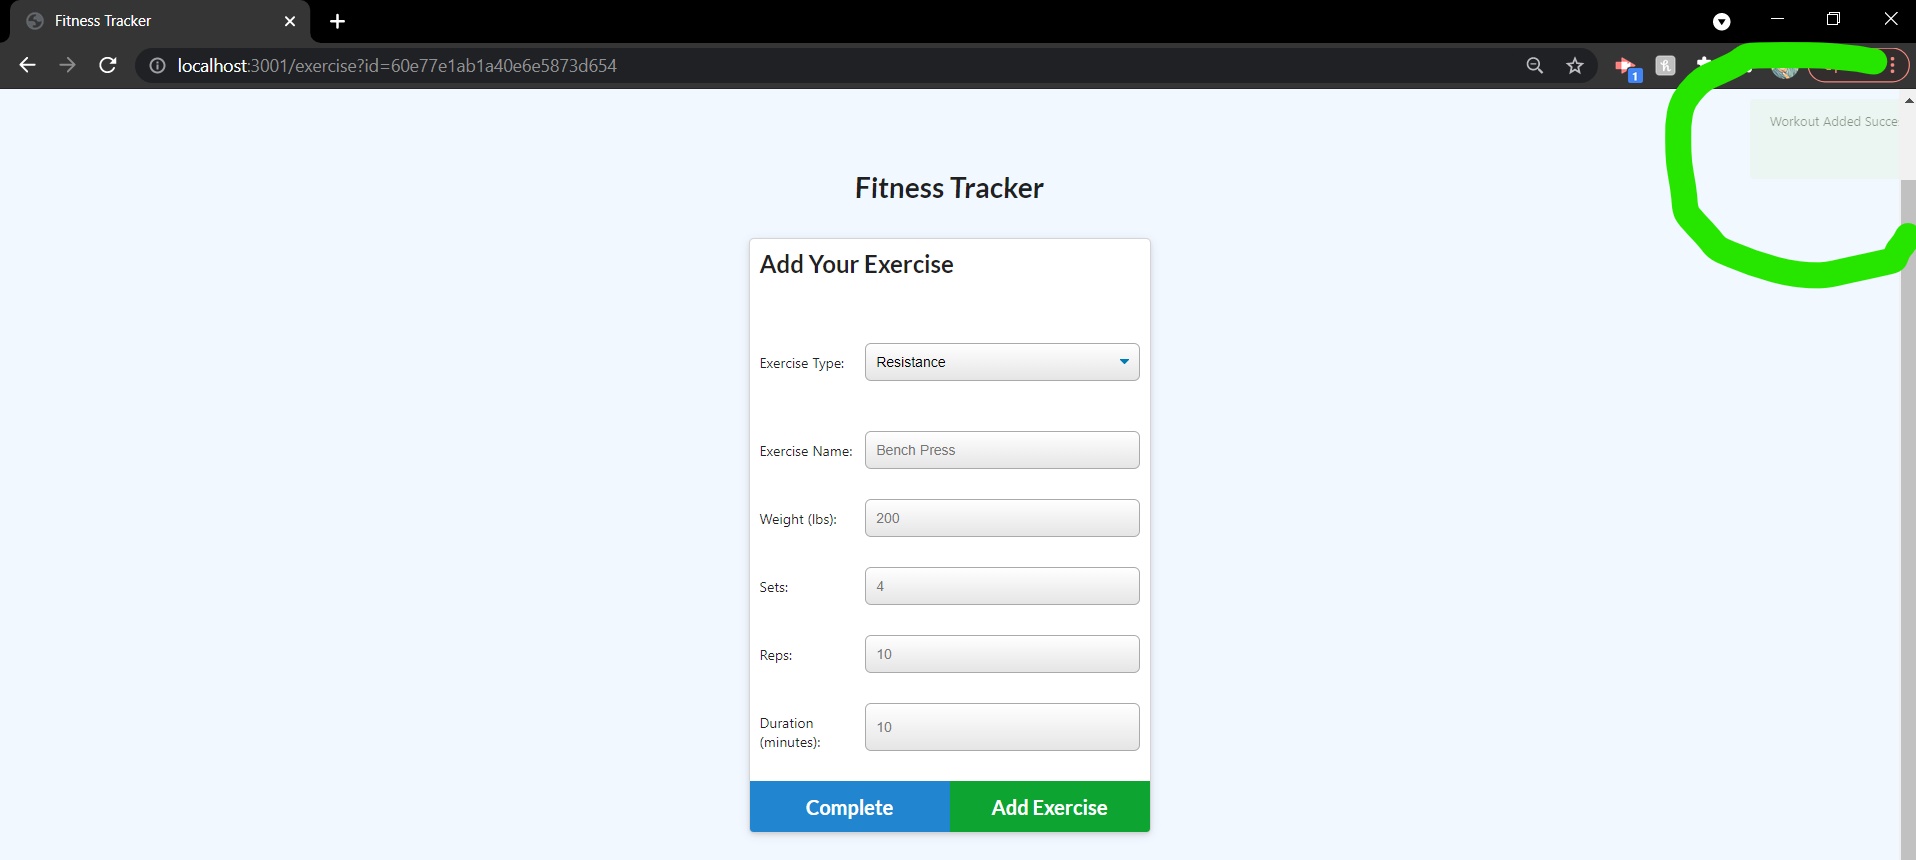 Fitness Tracker
localhost:3001/exercise?id=60e77e1ab1a40e6e5873d654
1
Workout Added Succe
Fitness Tracker
Add Your Exercise
Exercise Type: Resistance
Exercise Name: Bench Press
Weight (lbs): 200
Sets: 4
Reps: 10
Duration
(minutes): 10
Complete Add Exercise